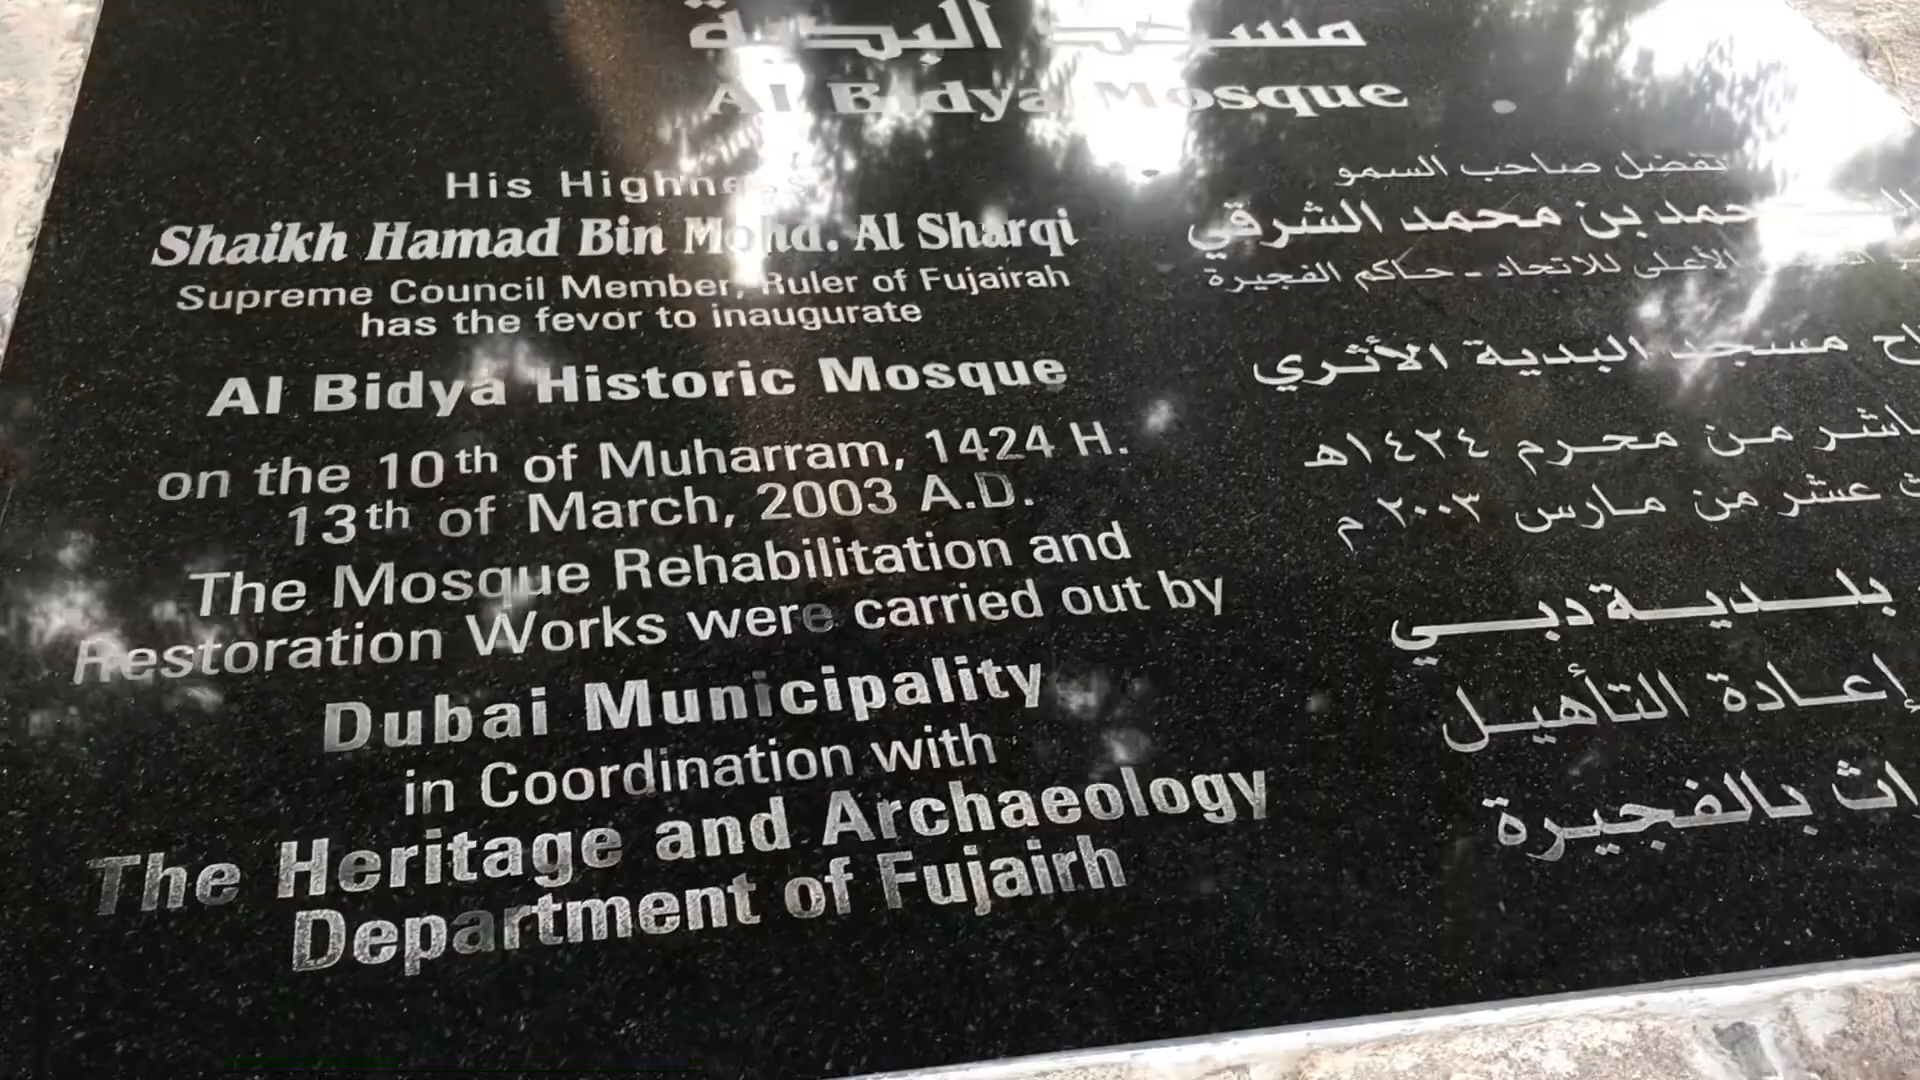 مسجد البدية
Al Bidya Mosque
His Highness
Shaikh Hamad Bin Mohd. Al Sharqi
Supreme Council Member, Ruler of Fujairah
has the fevor to inaugurate
Al Bidya Historic Mosque
on the 10th of Muharram, 1424 H.
13th of March, 2003 A.D.
The Mosque Rehabilitation and
Restoration Works were carried out by
Dubai Municipality
in Coordination with
The Heritage and Archaeology
Department of Fujairh
تفضل صاحب السمو
حمد بن محمد الشرقي
الأعلى للاتحاد - حاكم الفجيرة
مسجد البدية الأثري
من محرم ١٤٢٤هـ
عشر من مارس ٢٠٠٣ م
بلدية دبي
إعادة التأهيل
بالفجيرة